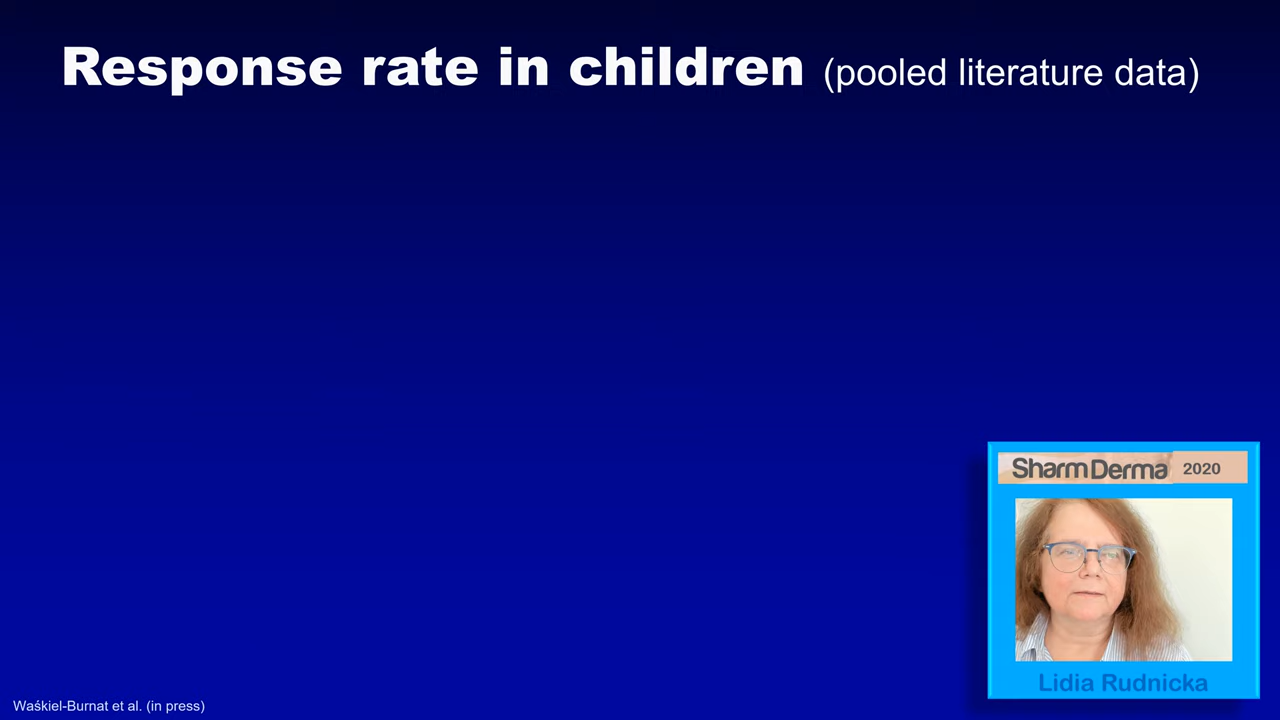 Response rate in children (pooled literature data)
SharmDerma 2020
Lidia Rudnicka
Waśkiel-Burnat et al. (in press)